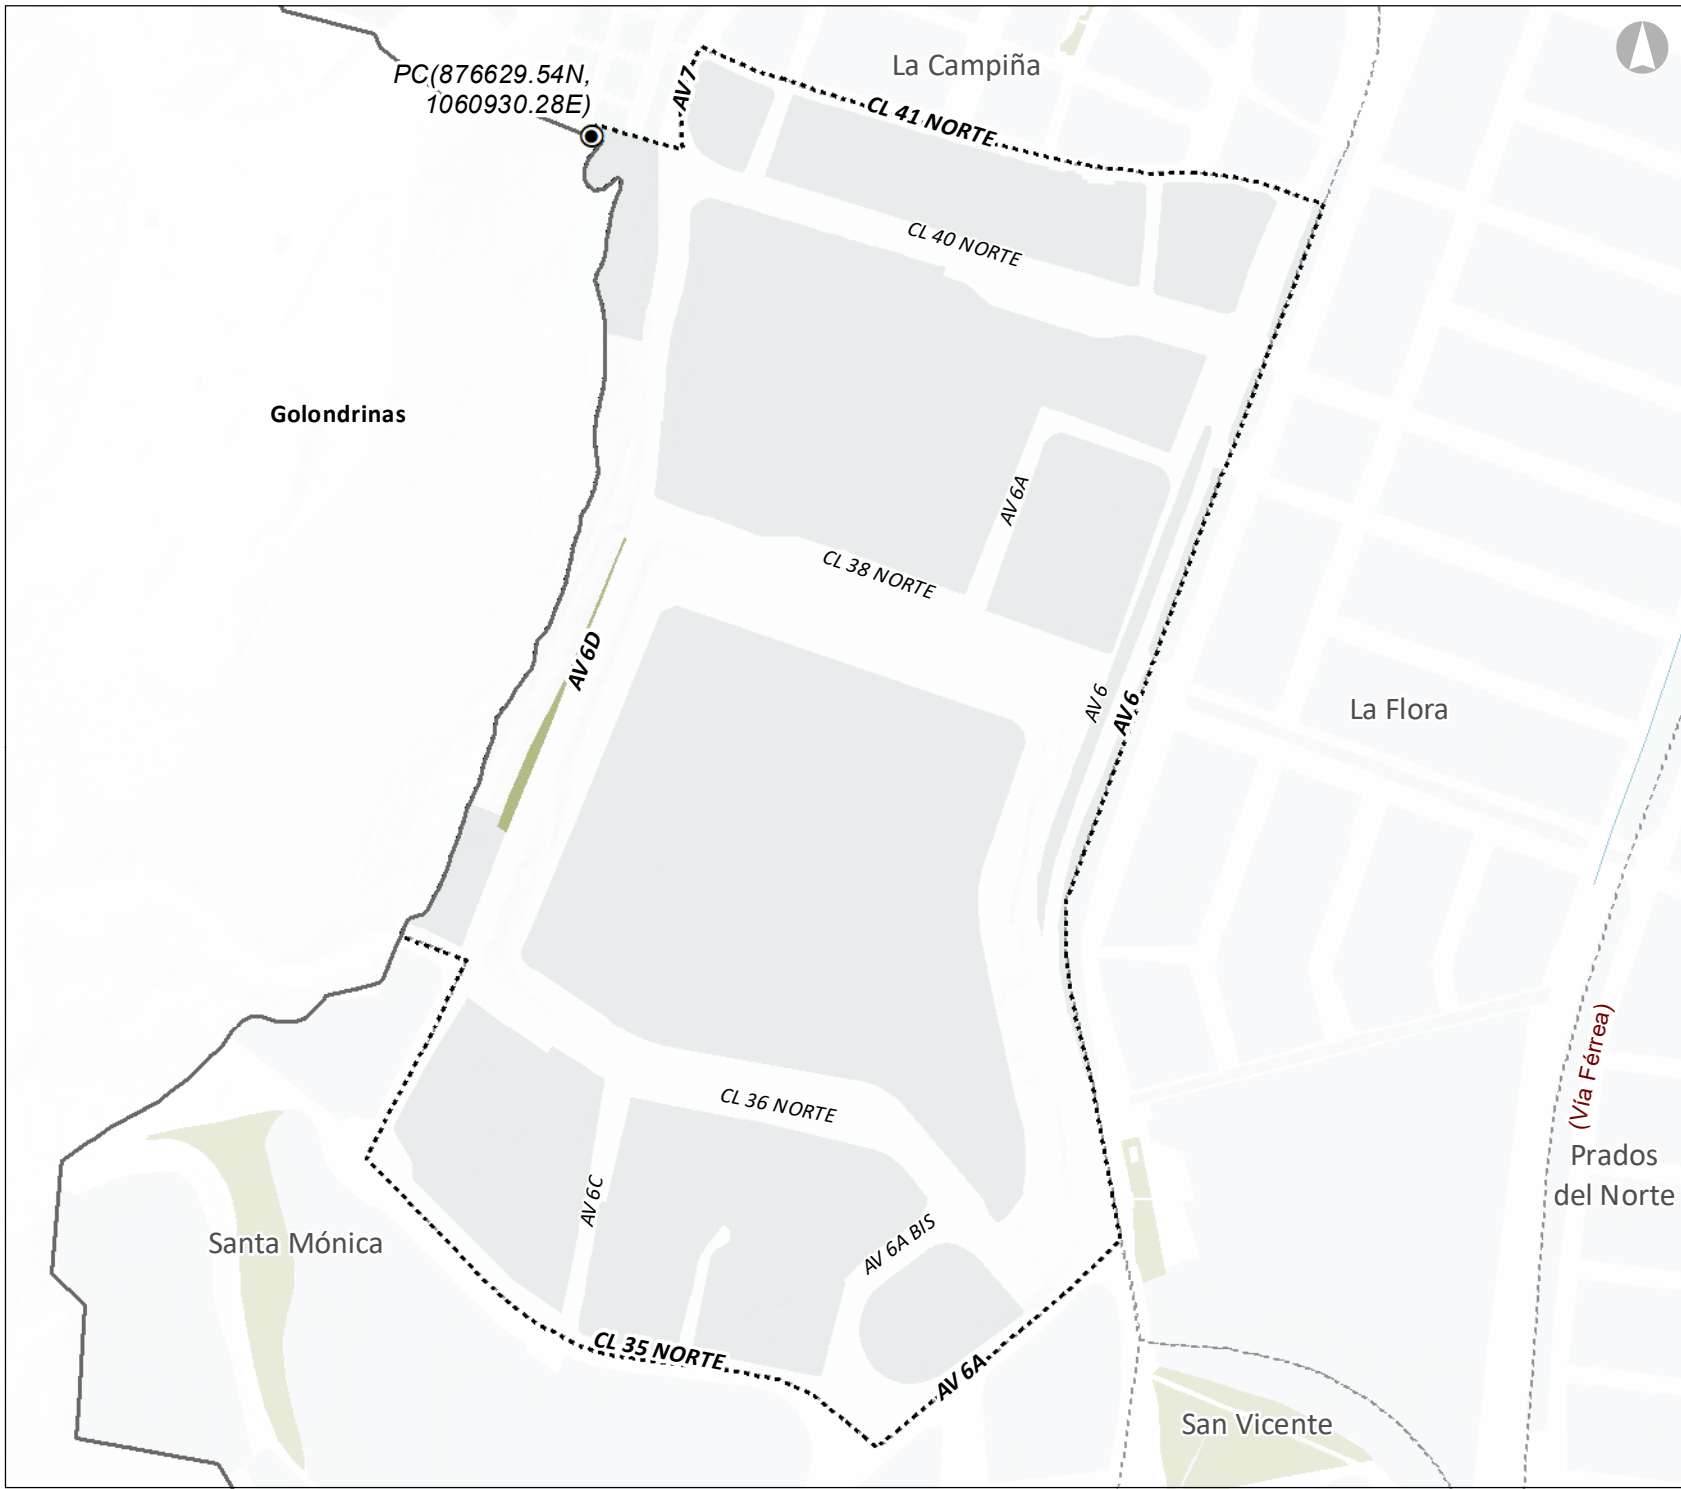 La Campiña
PC(876629.54N,
1060930.28E)
AV 7
CL 41 NORTE
CL 40 NORTE
Golondrinas
AV 6A
CL 38 NORTE
AV 6D
AV 6
AV 6
La Flora
(Vía Férrea)
CL 36 NORTE
Prados
del Norte
AV 6C
AV 6A BIS
Santa Mónica
CL 35 NORTE
AV 6A
San Vicente